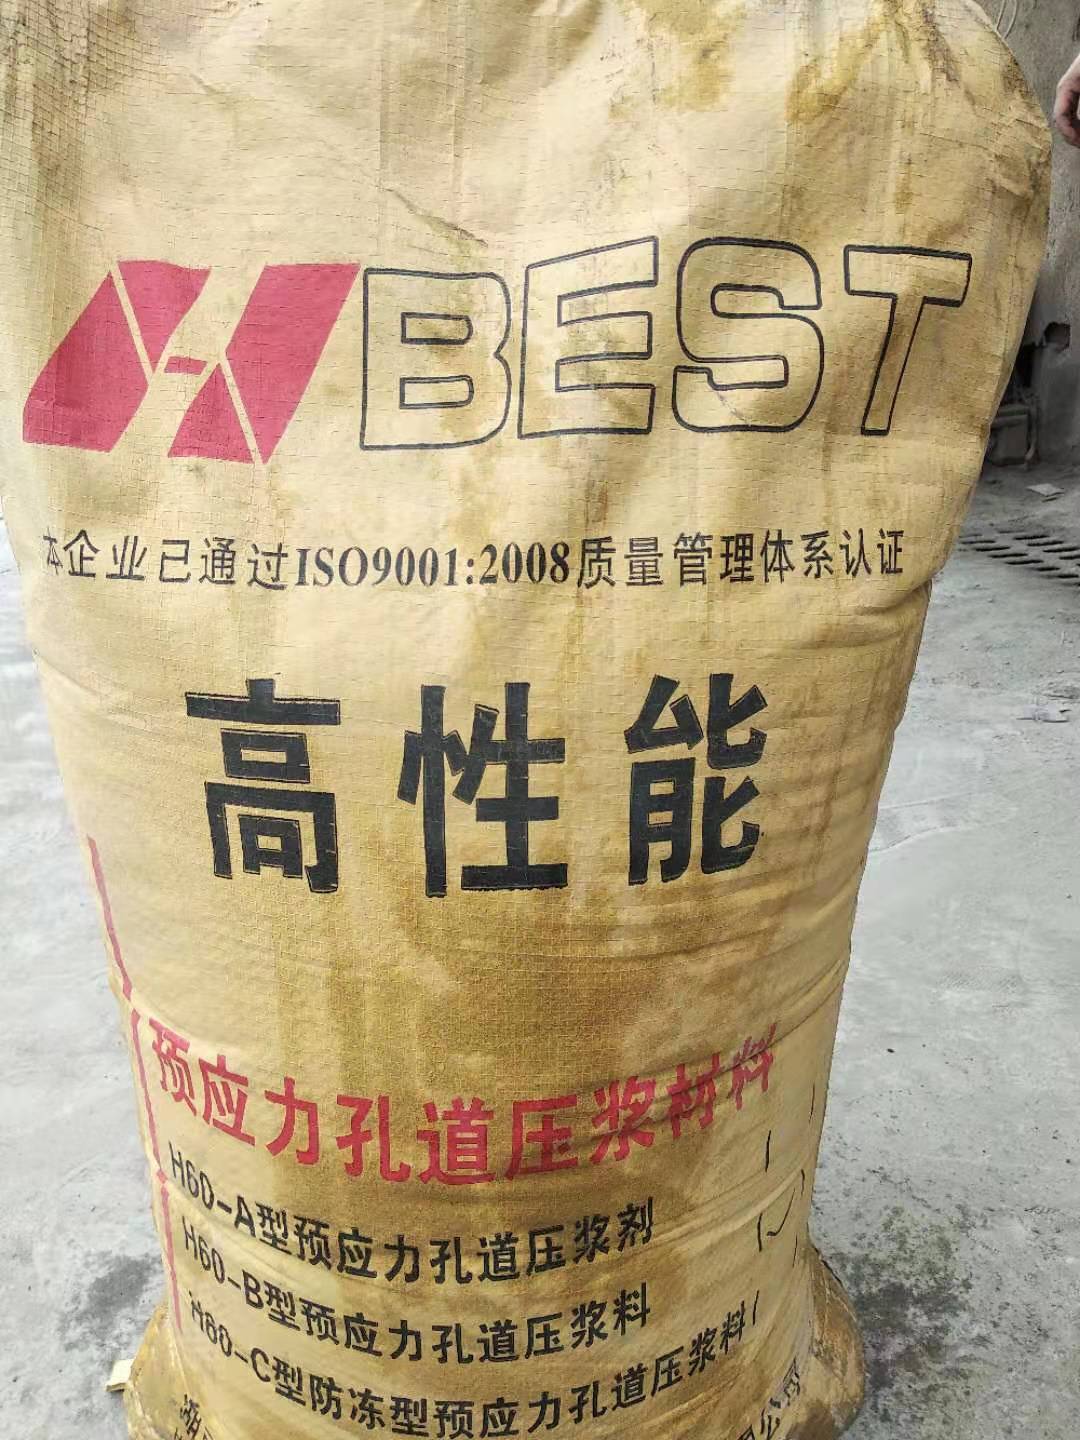 H BEST
本企业已通过ISO9001:2008质量管理体系认证
高性能
预应力孔道压浆材料
H60-A型预应力孔道压浆剂
H60-B型预应力孔道压浆料
H60-C型防冻型预应力孔道压浆料
公司